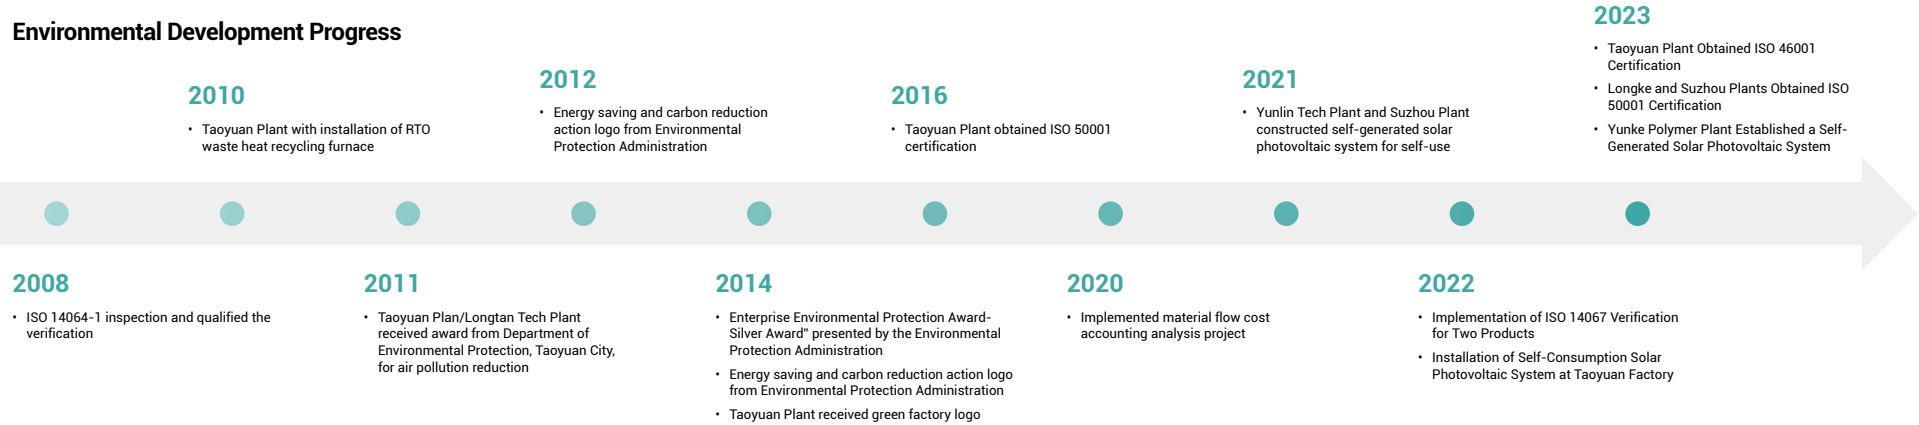 Environmental Development Progress
2008
• ISO 14064-1 inspection and qualified the
verification
2010
• Taoyuan Plant with installation of RTO
waste heat recycling furnace
2011
• Taoyuan Plan/Longtan Tech Plant
received award from Department of
Environmental Protection, Taoyuan City,
for air pollution reduction
2012
• Energy saving and carbon reduction
action logo from Environmental
Protection Administration
2014
• Enterprise Environmental Protection Award-
Silver Award" presented by the Environmental
Protection Administration
• Energy saving and carbon reduction action logo
from Environmental Protection Administration
• Taoyuan Plant received green factory logo
2016
• Taoyuan Plant obtained ISO 50001
certification
2020
• Implemented material flow cost
accounting analysis project
2021
• Yunlin Tech Plant and Suzhou Plant
constructed self-generated solar
photovoltaic system for self-use
2022
• Implementation of ISO 14067 Verification
for Two Products
• Installation of Self-Consumption Solar
Photovoltaic System at Taoyuan Factory
2023
• Taoyuan Plant Obtained ISO 46001
Certification
• Longke and Suzhou Plants Obtained ISO
50001 Certification
• Yunke Polymer Plant Established a Self-
Generated Solar Photovoltaic System